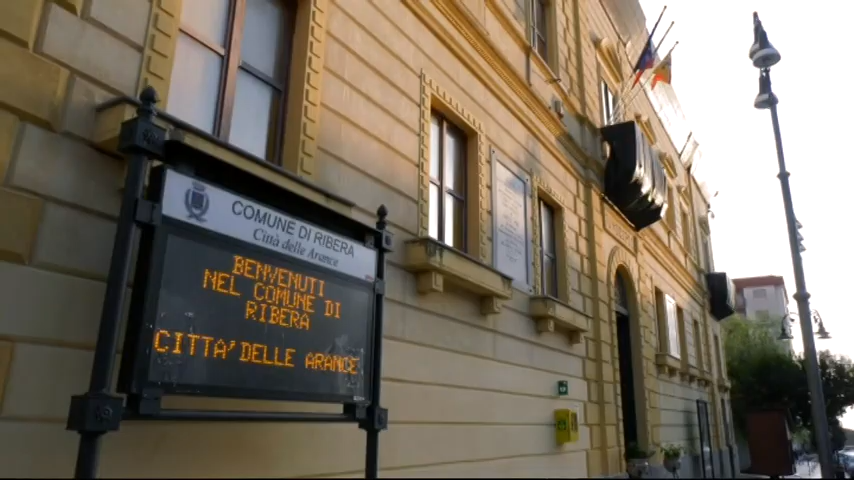 COMUNE DI RIBERA
Città delle Arance
BENVENUTI
NEL COMUNE DI
RIBERA
CITTA' DELLE ARANCE